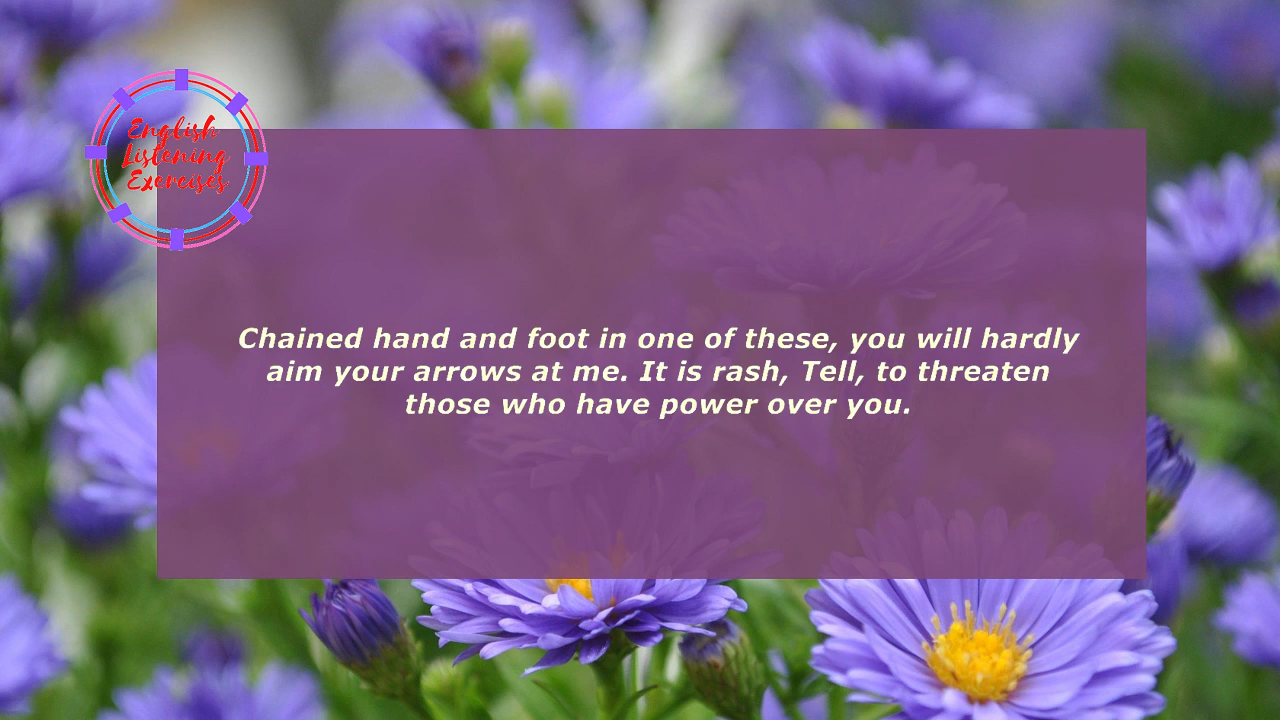 English
Listening
Exercises
Chained hand and foot in one of these, you will hardly
aim your arrows at me. It is rash, Tell, to threaten
those who have power over you.